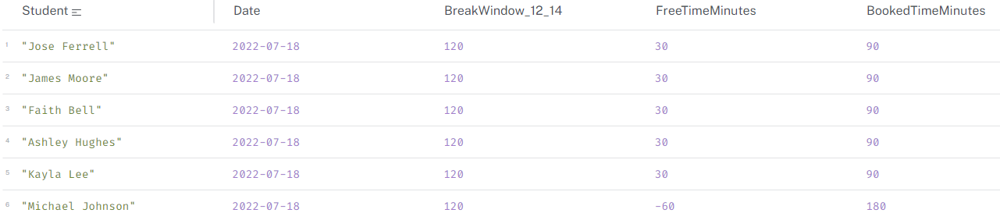 Student Date BreakWindow_12_14 FreeTimeMinutes BookedTimeMinutes
1 "Jose Ferrell" 2022-07-18 120 30 90
2 "James Moore" 2022-07-18 120 30 90
3 "Faith Bell" 2022-07-18 120 30 90
4 "Ashley Hughes" 2022-07-18 120 30 90
5 "Kayla Lee" 2022-07-18 120 30 90
6 "Michael Johnson" 2022-07-18 120 -60 180